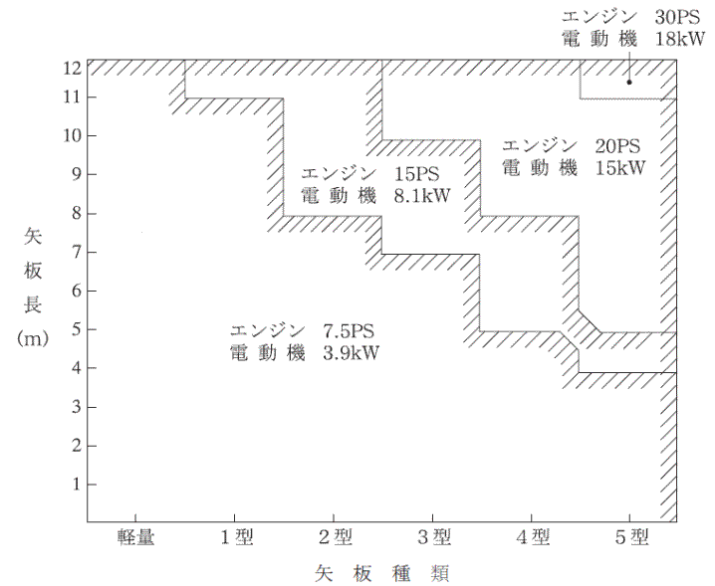 エンジン 30PS
電動機 18kW
12
11
10
9
8
7
6
5
4
3
2
1
矢板長(m)
エンジン 20PS
電動機 15kW
エンジン 15PS
電動機 8.1kW
エンジン 7.5PS
電動機 3.9kW
軽量 1型 2型 3型 4型 5型
矢板種類